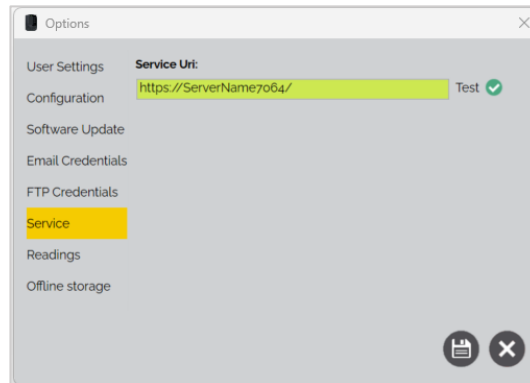 Options
User Settings
Configuration
Software Update
Email Credentials
FTP Credentials
Service
Readings
Offline storage
Service Uri:
https://ServerName7064/
Test